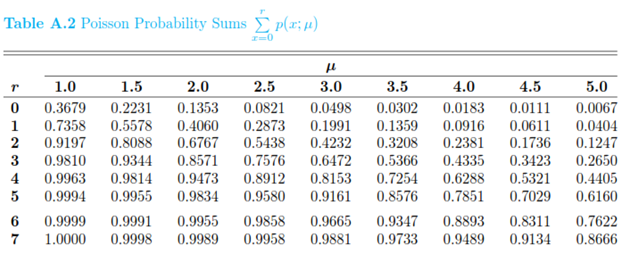 Table A.2 Poisson Probability Sums $\sum_{x=0}^{r} p(x; \mu)$
μ
r 1.0 1.5 2.0 2.5 3.0 3.5 4.0 4.5 5.0
0 0.3679 0.2231 0.1353 0.0821 0.0498 0.0302 0.0183 0.0111 0.0067
1 0.7358 0.5578 0.4060 0.2873 0.1991 0.1359 0.0916 0.0611 0.0404
2 0.9197 0.8088 0.6767 0.5438 0.4232 0.3208 0.2381 0.1736 0.1247
3 0.9810 0.9344 0.8571 0.7576 0.6472 0.5366 0.4335 0.3423 0.2650
4 0.9963 0.9814 0.9473 0.8912 0.8153 0.7254 0.6288 0.5321 0.4405
5 0.9994 0.9955 0.9834 0.9580 0.9161 0.8576 0.7851 0.7029 0.6160
6 0.9999 0.9991 0.9955 0.9858 0.9665 0.9347 0.8893 0.8311 0.7622
7 1.0000 0.9998 0.9989 0.9958 0.9881 0.9733 0.9489 0.9134 0.8666